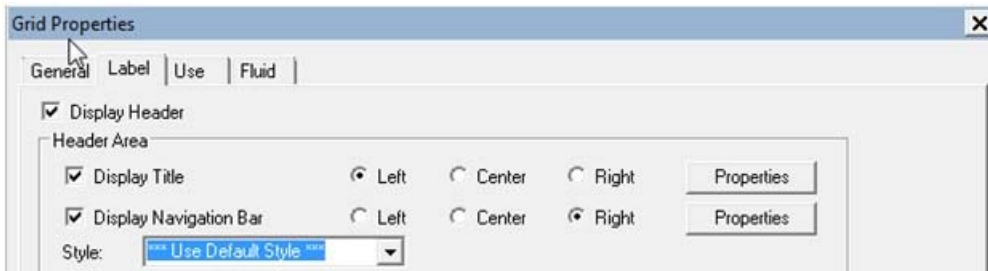 Grid Properties
General Label Use Fluid
Display Header
Header Area
Display Title Left Center Right Properties
Display Navigation Bar Left Center Right Properties
Style: *** Use Default Style ***